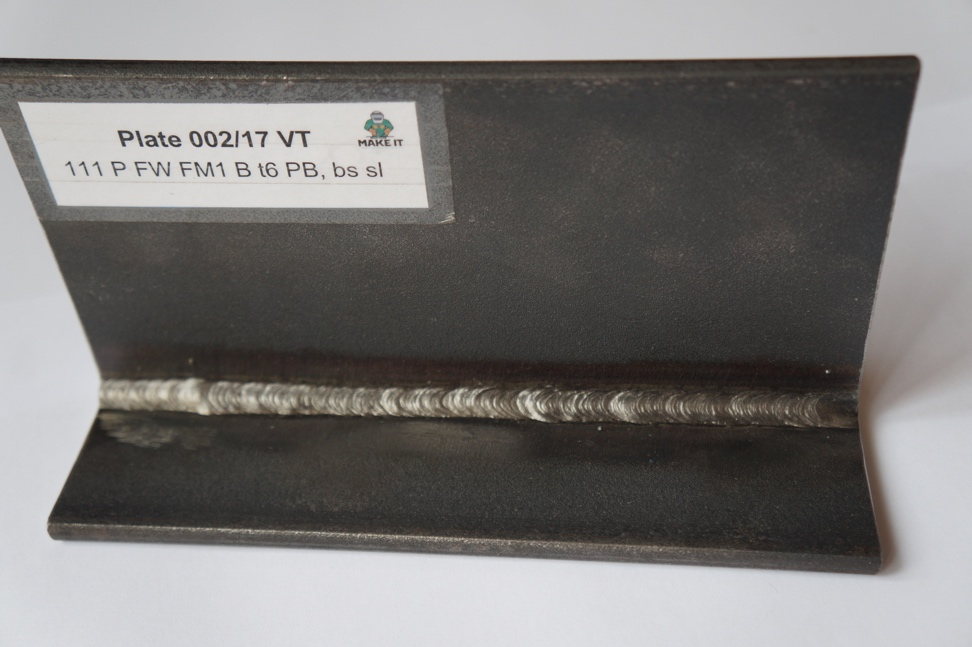 Plate 002/17 VT
MAKE IT
111 P FW FM1 B t6 PB, bs sl